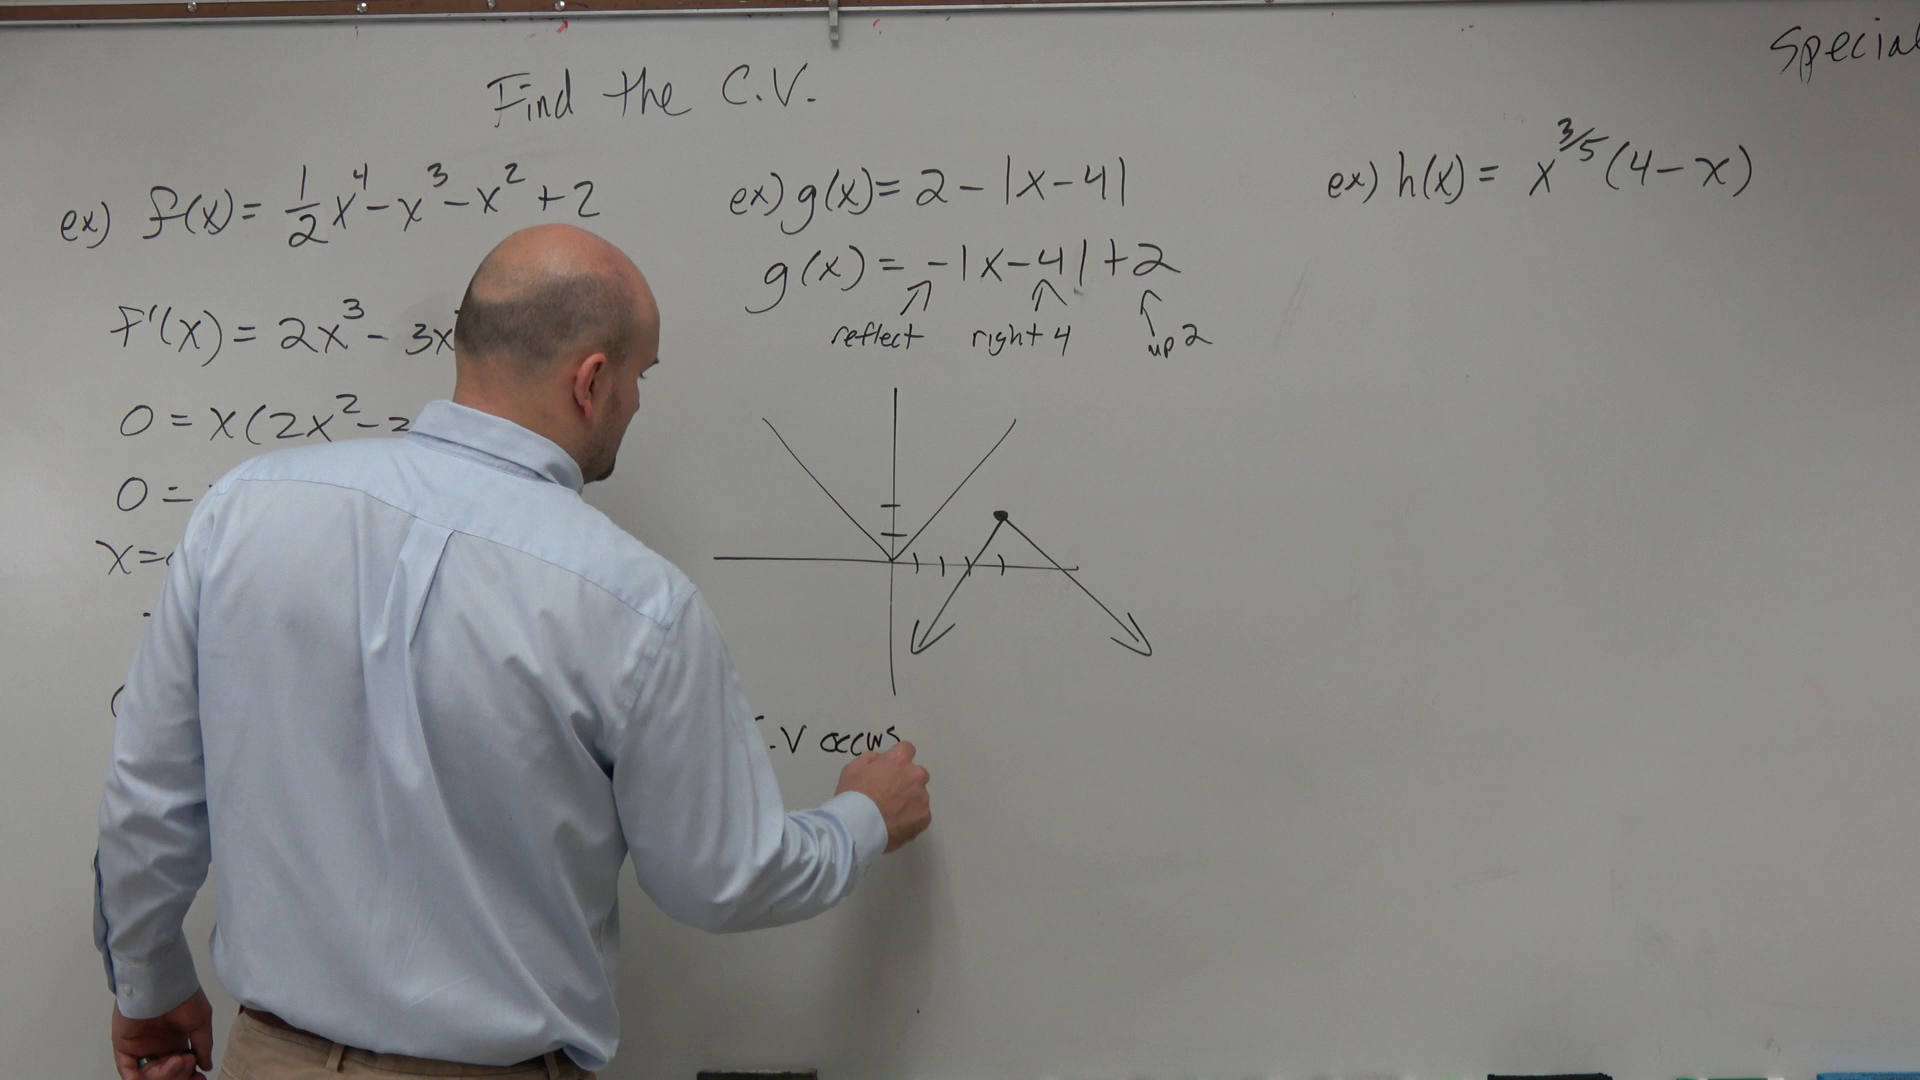 Special
Find the C.V.
ex) f(x) = 1/2 x^4 - x^3 - x^2 + 2
f'(x) = 2x^3 - 3x
0 = x(2x^2 - 
0 =
x =
ex) g(x) = 2 - |x - 4|
g(x) = -|x - 4| + 2
reflect right 4 up 2
.V occurs
ex) h(x) = x^3/5 (4 - x)